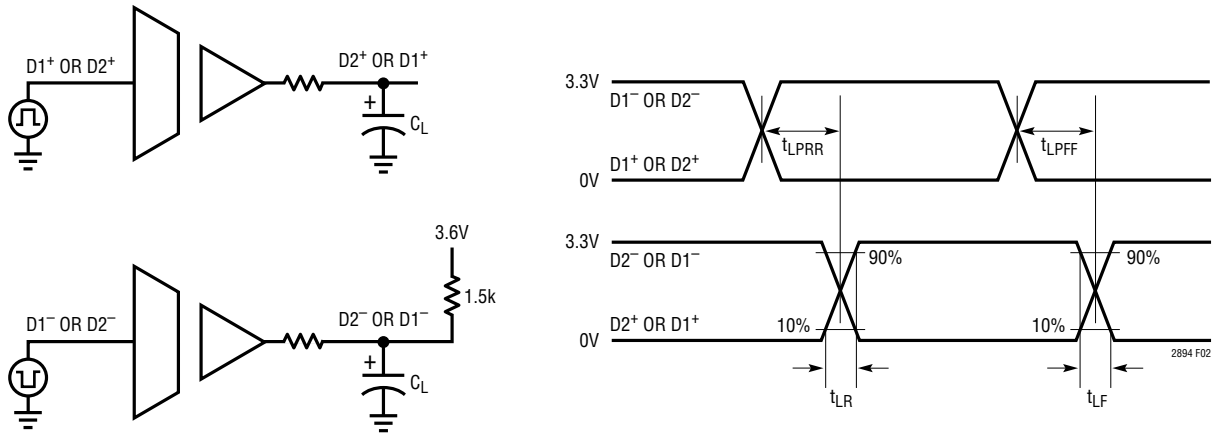 D1+ OR D2+
D2+ OR D1+
+
CL
3.6V
1.5k
D1− OR D2−
D2− OR D1−
+
CL
3.3V
D1− OR D2−
tLPRR
tLPFF
D1+ OR D2+
0V
3.3V
D2− OR D1−
90%
90%
D2+ OR D1+
10%
10%
0V
2894 F02
tLR
tLF